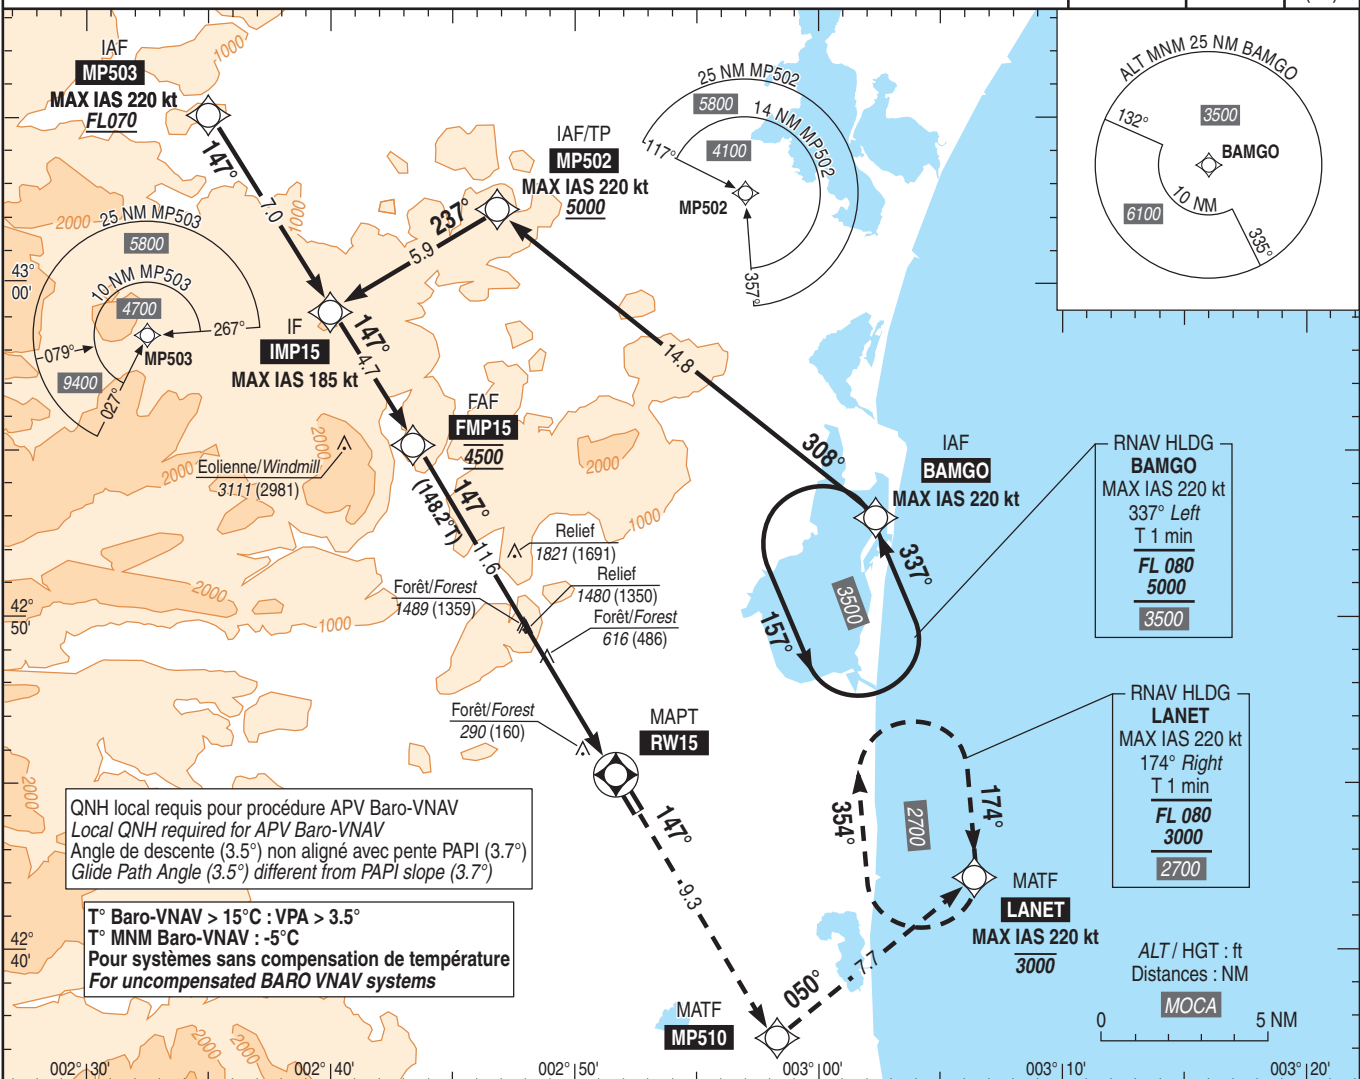 IAF
MP503
MAX IAS 220 kt
FL070
147°
7.0
1000
2000
1000
25 NM MP503
5800
10 NM MP503
4700
267°
MP503
079°
9400
027°
43°
00'
IAF/TP
MP502
MAX IAS 220 kt
5000
237°
5.9
25 NM MP502
5800
14 NM MP502
4100
117°
MP502
357°
ALT MNM 25 NM BAMGO
132°
3500
BAMGO
10 NM
6100
335°
IF
IMP15
MAX IAS 185 kt
147°
4.7
14.8
308°
FAF
FMP15
4500
147°
(148.2°T)
11.6
2000
2000
2000
1000
Eolienne/Windmill
3111 (2981)
IAF
BAMGO
MAX IAS 220 kt
RNAV HLDG
BAMGO
MAX IAS 220 kt
337° Left
T 1 min
FL 080
5000
3500
337°
3500
157°
Relief
1821 (1691)
Relief
1480 (1350)
Forêt/Forest
1489 (1359)
Forêt/Forest
616 (486)
2000
1000
42°
50'
Forêt/Forest
290 (160)
MAPT
RW15
147°
9.3
RNAV HLDG
LANET
MAX IAS 220 kt
174° Right
T 1 min
FL 080
3000
2700
354°
2700
174°
MATF
LANET
MAX IAS 220 kt
3000
2000
QNH local requis pour procédure APV Baro-VNAV
Local QNH required for APV Baro-VNAV
Angle de descente (3.5°) non aligné avec pente PAPI (3.7°)
Glide Path Angle (3.5°) different from PAPI slope (3.7°)
T° Baro-VNAV > 15°C : VPA > 3.5°
T° MNM Baro-VNAV : -5°C
Pour systèmes sans compensation de température
For uncompensated BARO VNAV systems
42°
40'
050°
7.7
MATF
MP510
ALT / HGT : ft
Distances : NM
MOCA
0 5 NM
2000
2000
002° 30'
002° 40'
002° 50'
003° 00'
003° 10'
003° 20'